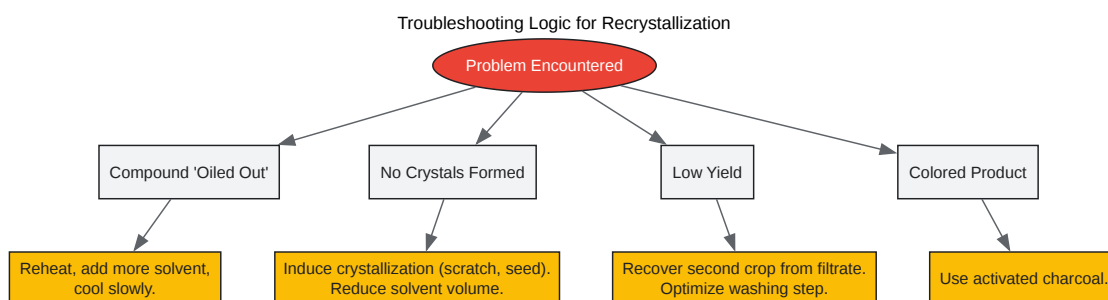 Troubleshooting Logic for Recrystallization
Problem Encountered
Compound 'Oiled Out'
No Crystals Formed
Low Yield
Colored Product
Reheat, add more solvent,
cool slowly.
Induce crystallization (scratch, seed).
Reduce solvent volume.
Recover second crop from filtrate.
Optimize washing step.
Use activated charcoal.